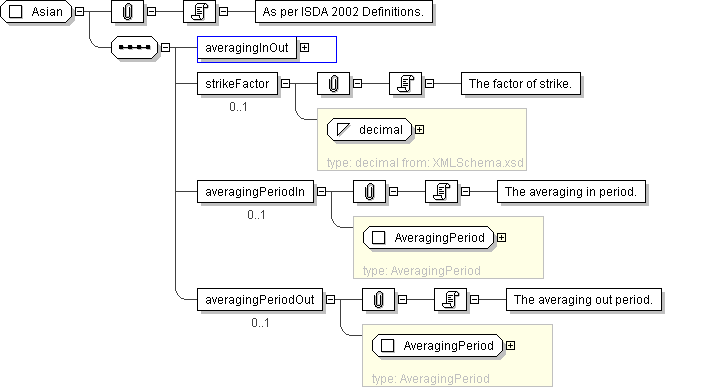 Asian
As per ISDA 2002 Definitions.
averagingInOut
strikeFactor
The factor of strike.
0..1
decimal
type: decimal from: XMLSchema.xsd
averagingPeriodIn
The averaging in period.
0..1
AveragingPeriod
type: AveragingPeriod
averagingPeriodOut
The averaging out period.
0..1
AveragingPeriod
type: AveragingPeriod